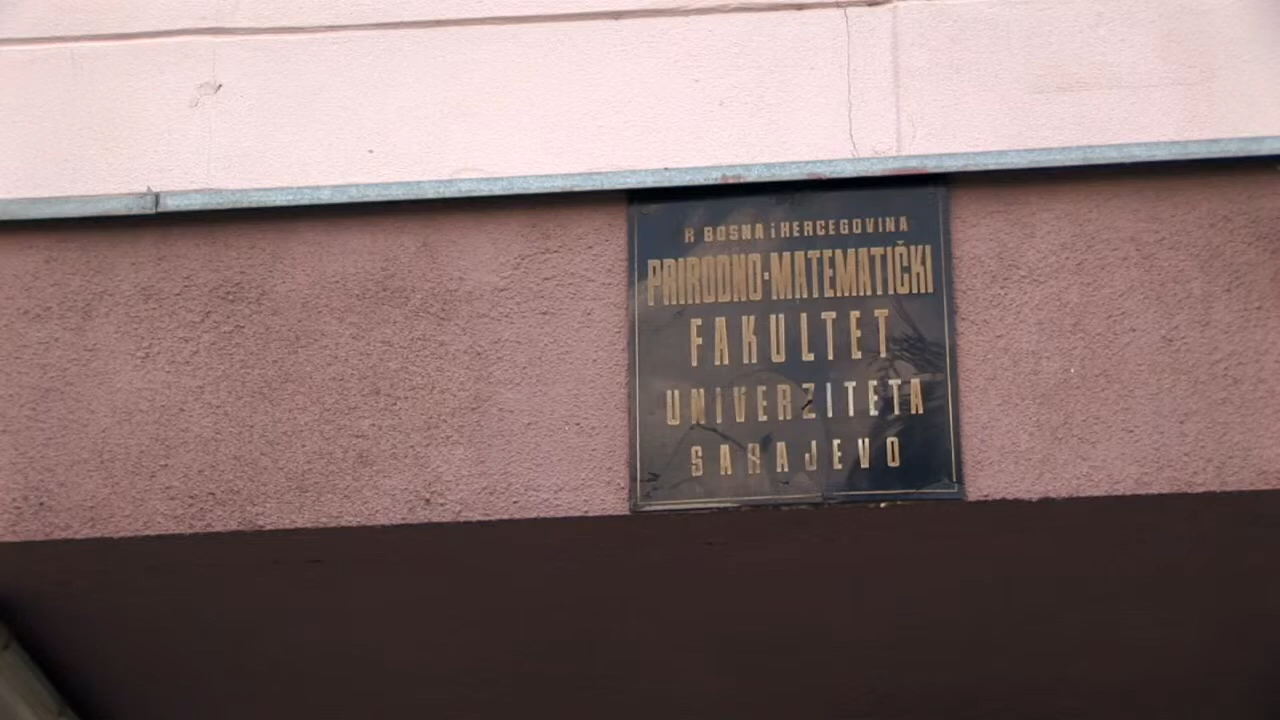 R BOSNA i HERCEGOVINA
PRIRODNO-MATEMATIČKI
FAKULTET
UNIVERZITETA
SARAJEVO